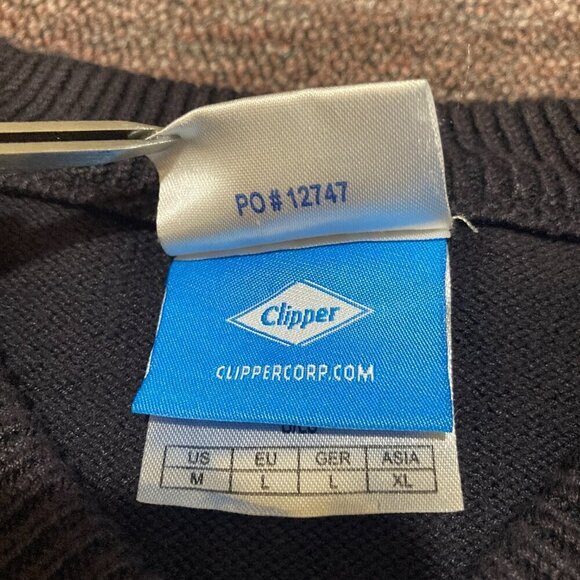 PO# 12747
Clipper
CLIPPERCORP.COM
US EU GER ASIA
M L L XL